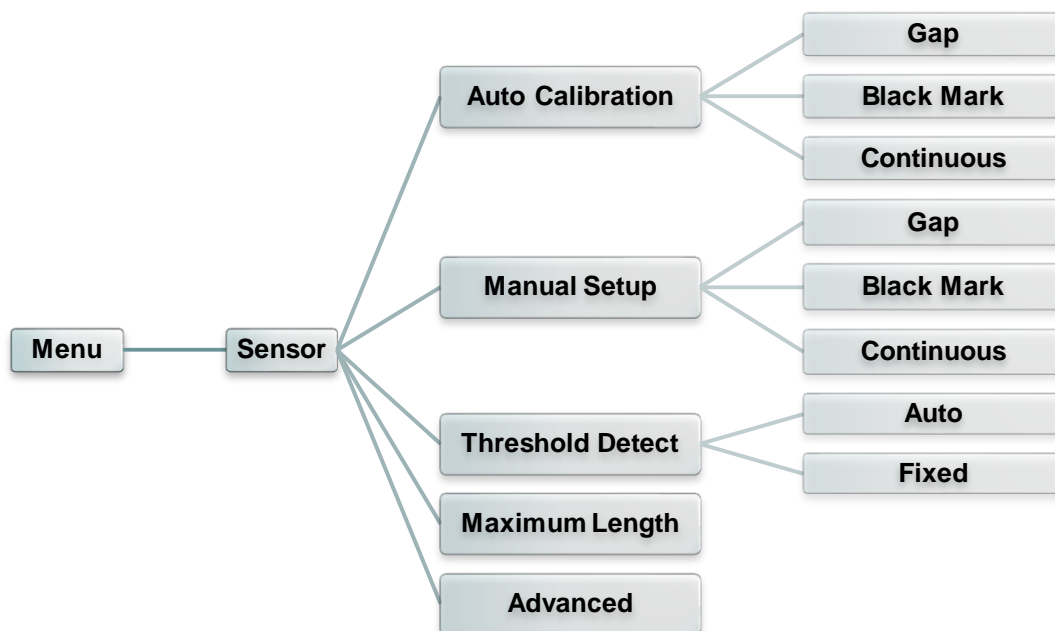 Menu
Sensor
Auto Calibration
Gap
Black Mark
Continuous
Manual Setup
Gap
Black Mark
Continuous
Threshold Detect
Auto
Fixed
Maximum Length
Advanced